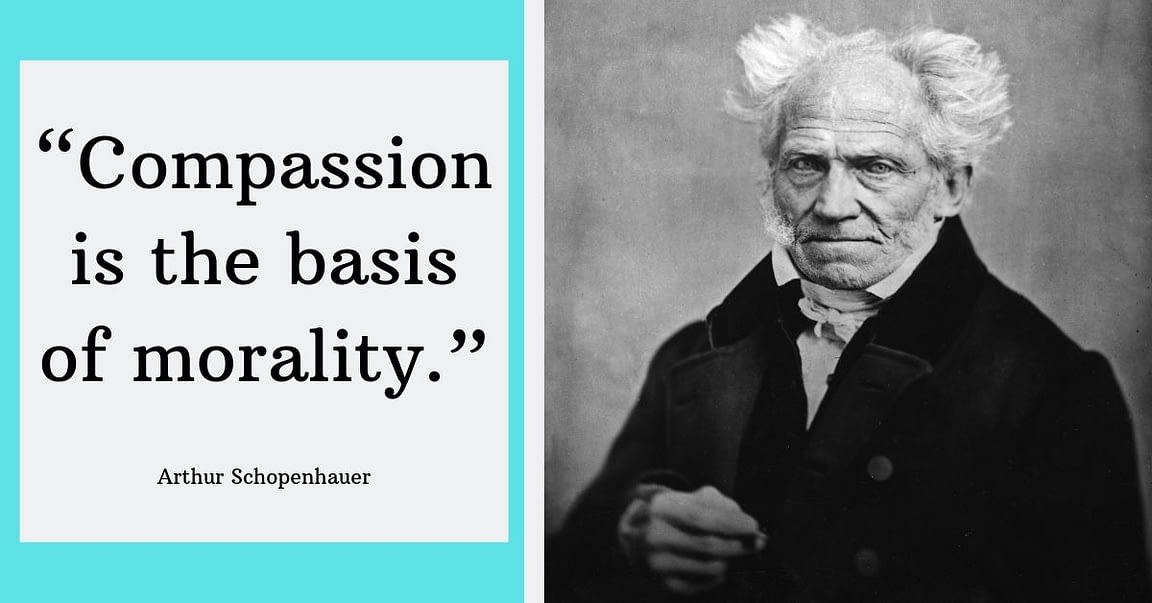 “Compassion
is the basis
of morality.”
Arthur Schopenhauer